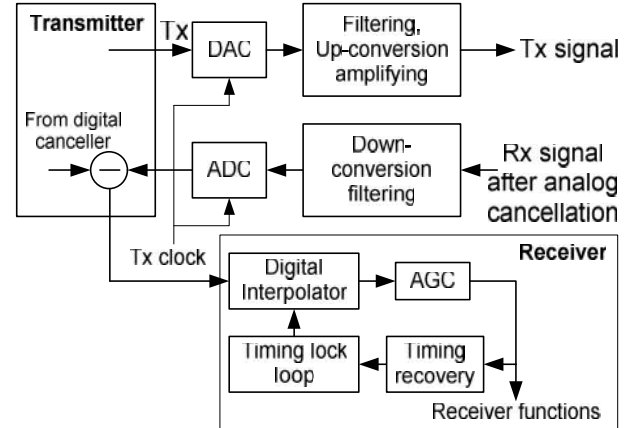 Transmitter
Tx
DAC
Filtering,
Up-conversion
amplifying
Tx signal
From digital
canceller
ADC
Down-
conversion
filtering
Rx signal
after analog
cancellation
Tx clock
Receiver
Digital
Interpolator
AGC
Timing lock
loop
Timing
recovery
Receiver functions